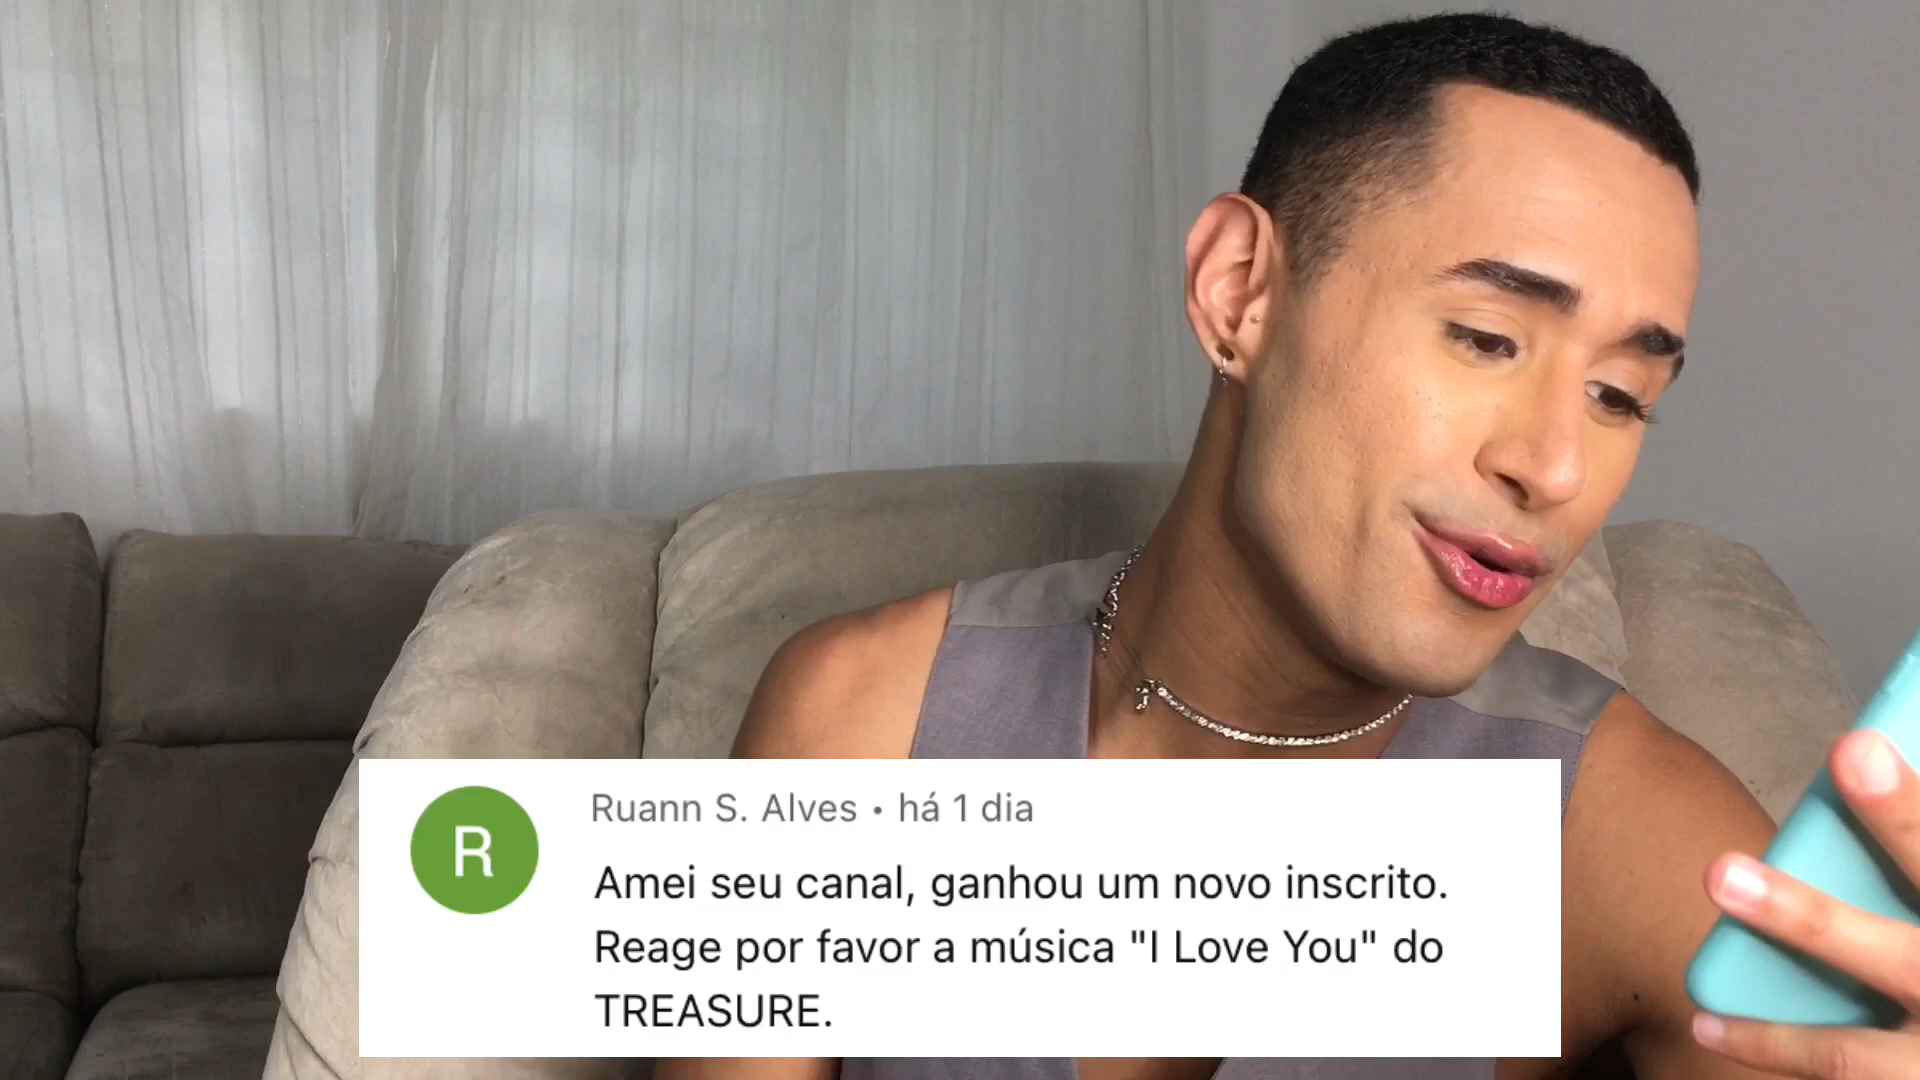 R
Ruann S. Alves • há 1 dia
Amei seu canal, ganhou um novo inscrito.
Reage por favor a música "I Love You" do
TREASURE.